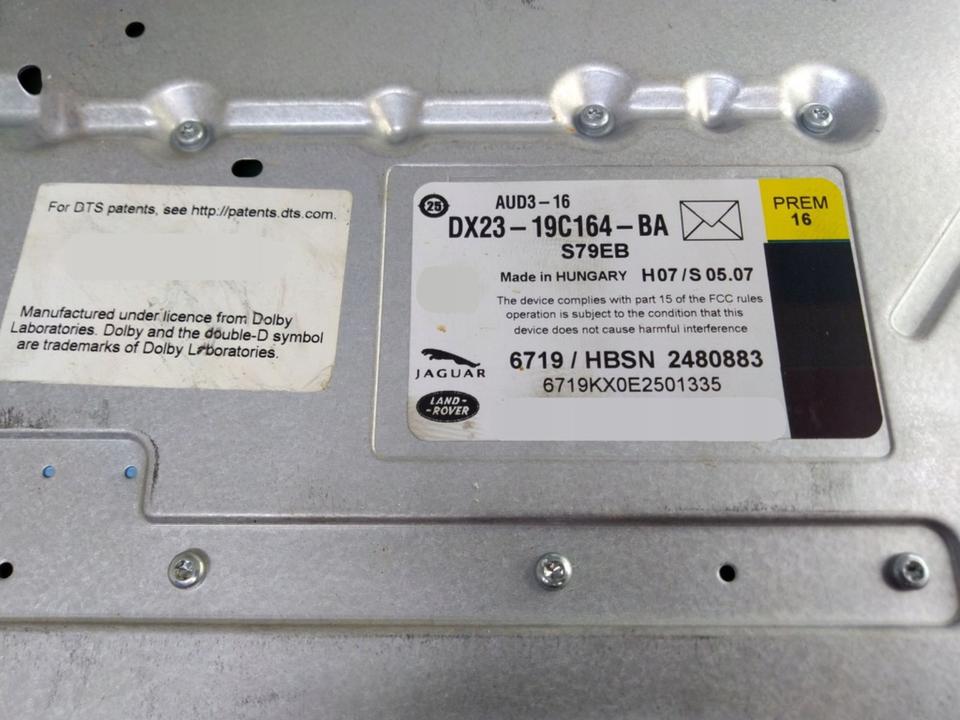 For DTS patents, see http://patents.dts.com.
Manufactured under licence from Dolby
Laboratories. Dolby and the double-D symbol
are trademarks of Dolby Laboratories.
25
AUD3-16
DX23-19C164-BA
S79EB
Made in HUNGARY H07/S 05.07
The device complies with part 15 of the FCC rules
operation is subject to the condition that this
device does not cause harmful interference
JAGUAR
6719 / HBSN 2480883
6719KX0E2501335
LAND-
-ROVER
PREM
16